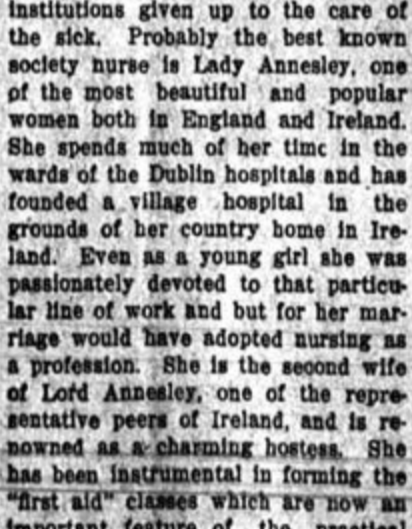 institutions given up to the care of
the sick. Probably the best known
society nurse is Lady Annesley, one
of the most beautiful and popular
women both in England and Ireland.
She spends much of her time in the
wards of the Dublin hospitals and has
founded a village hospital in the
grounds of her country home in Ire-
land. Even as a young girl she was
passionately devoted to that particu-
lar line of work and but for her mar-
riage would have adopted nursing as
a profession. She is the second wife
of Lord Annesley, one of the repre-
sentative peers of Ireland, and is re-
nowned as a charming hostess. She
has been instrumental in forming the
"first aid" classes which are now an
important feature of the